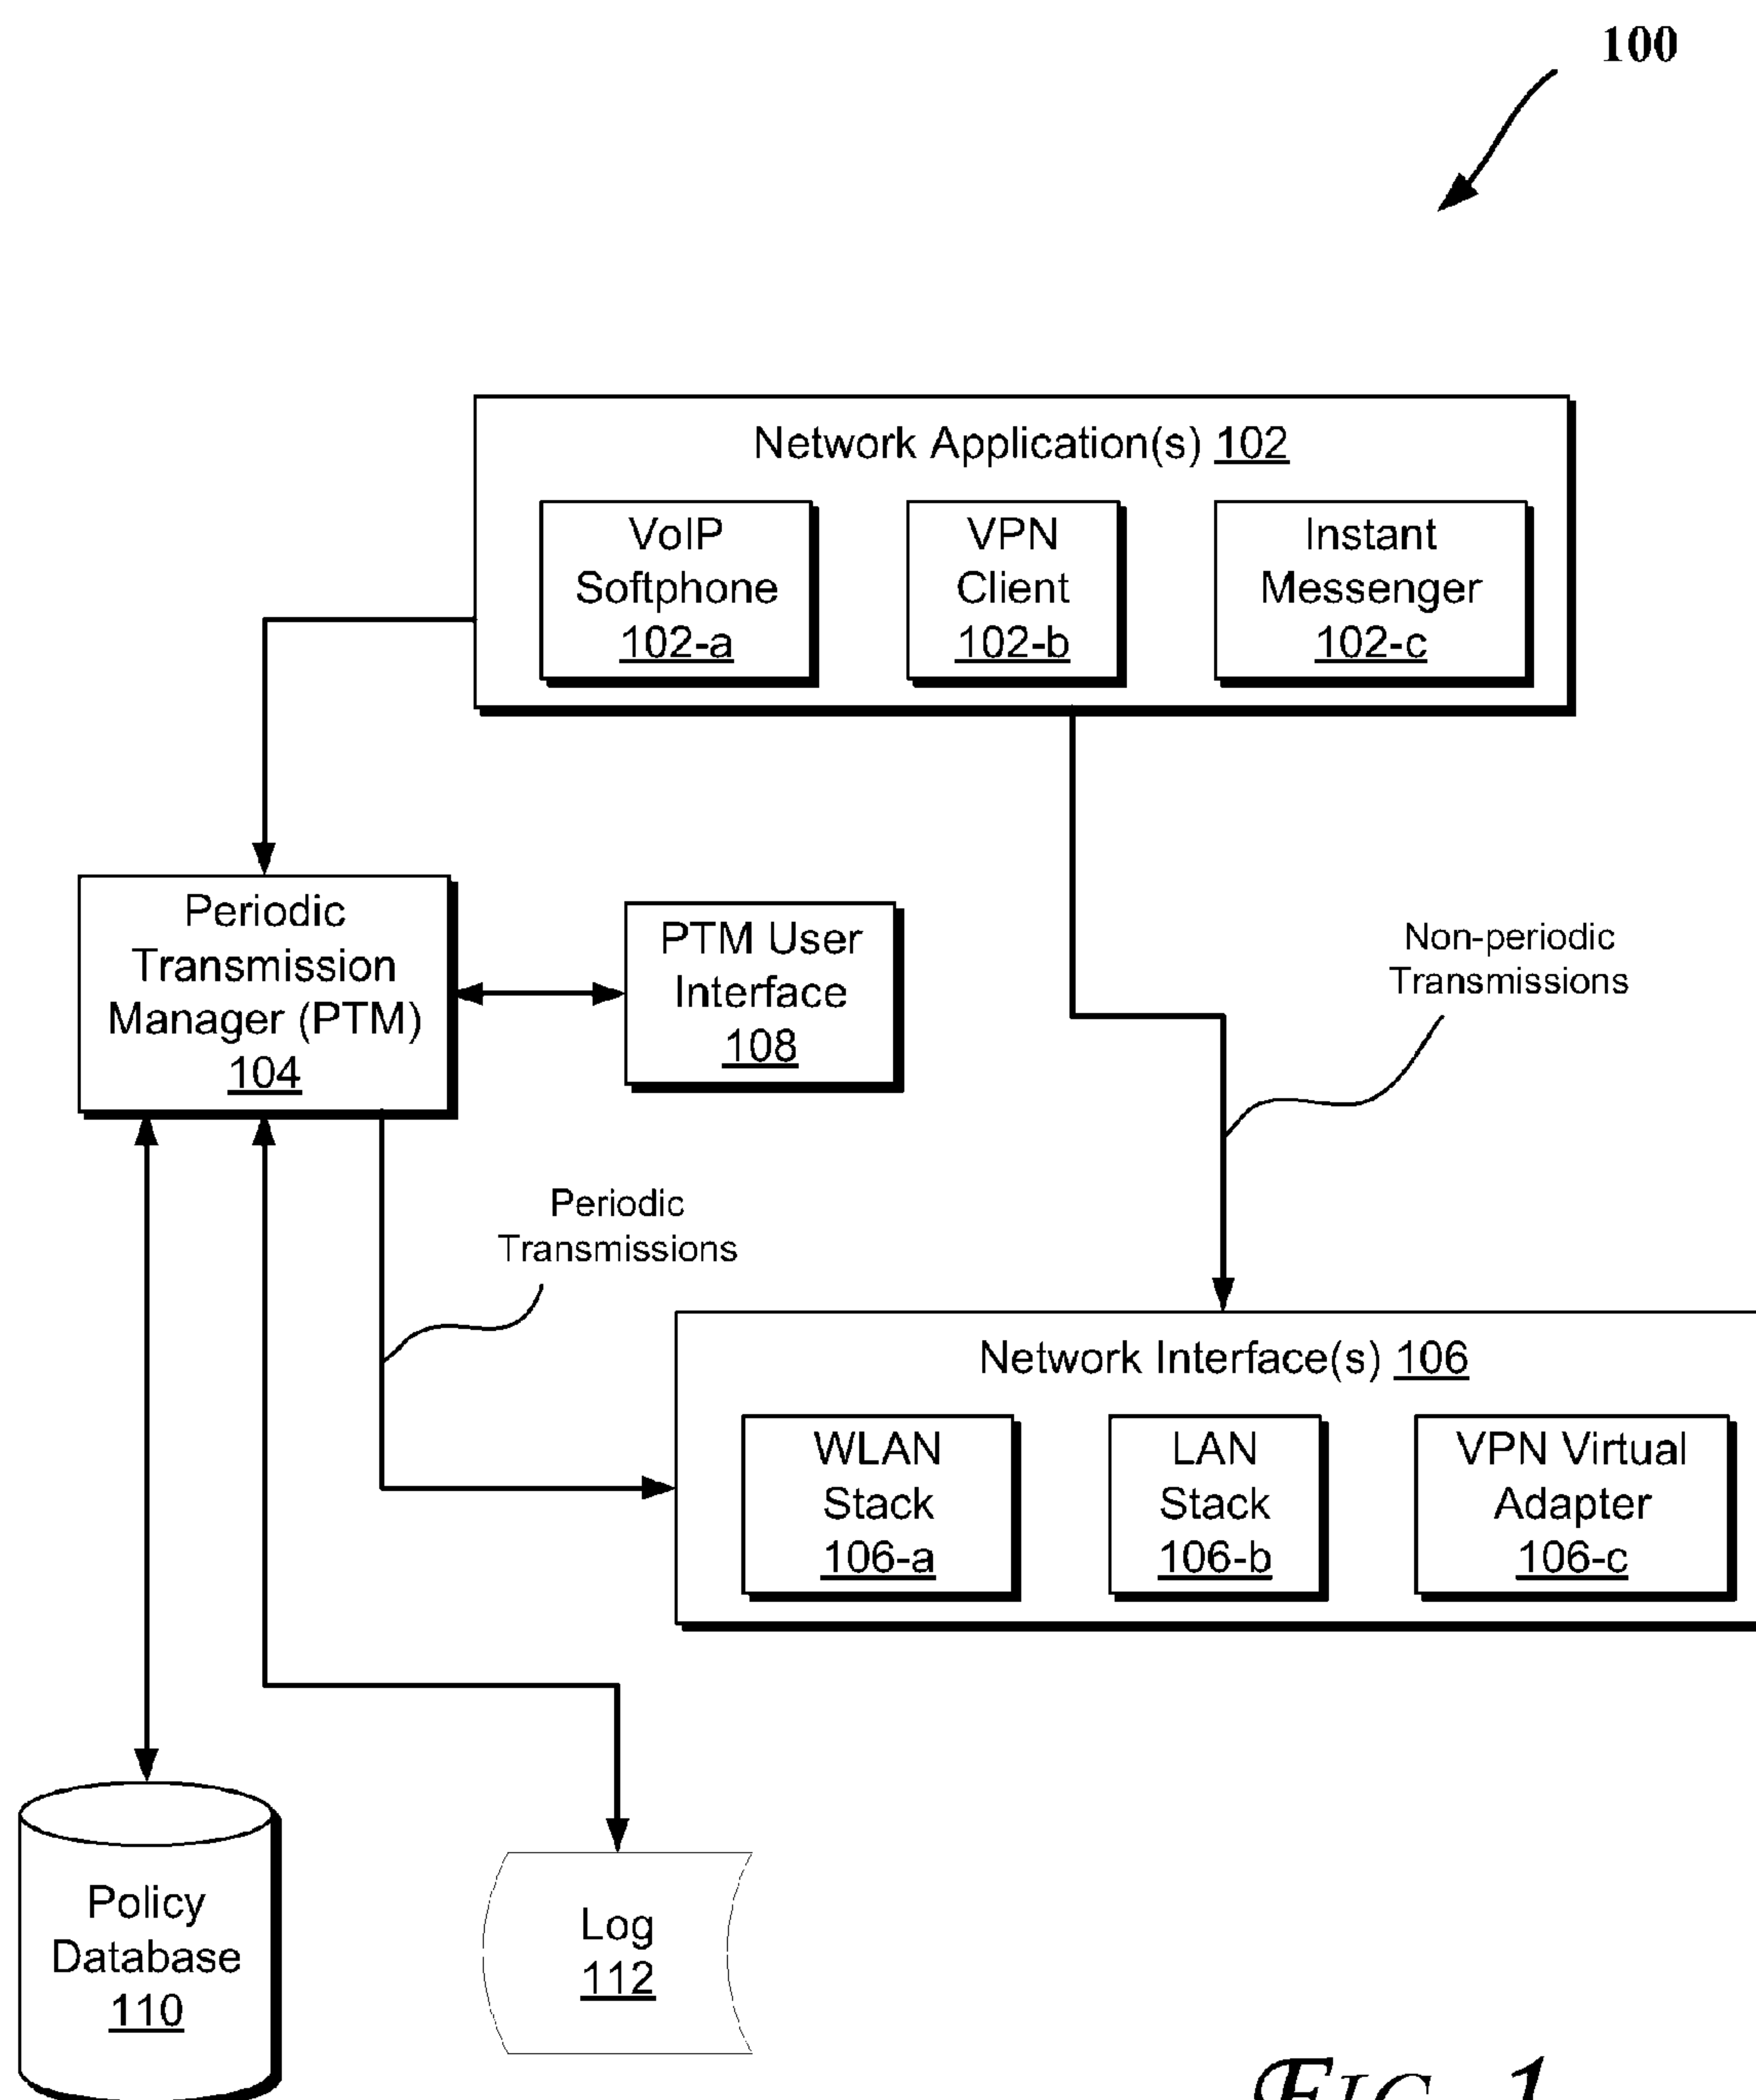 100
Network Application(s) 102
VoIP
Softphone
102-a
VPN
Client
102-b
Instant
Messenger
102-c
Periodic
Transmission
Manager (PTM)
104
PTM User
Interface
108
Non-periodic
Transmissions
Periodic
Transmissions
Network Interface(s) 106
WLAN
Stack
106-a
LAN
Stack
106-b
VPN Virtual
Adapter
106-c
Policy
Database
110
Log
112
FIG. 1